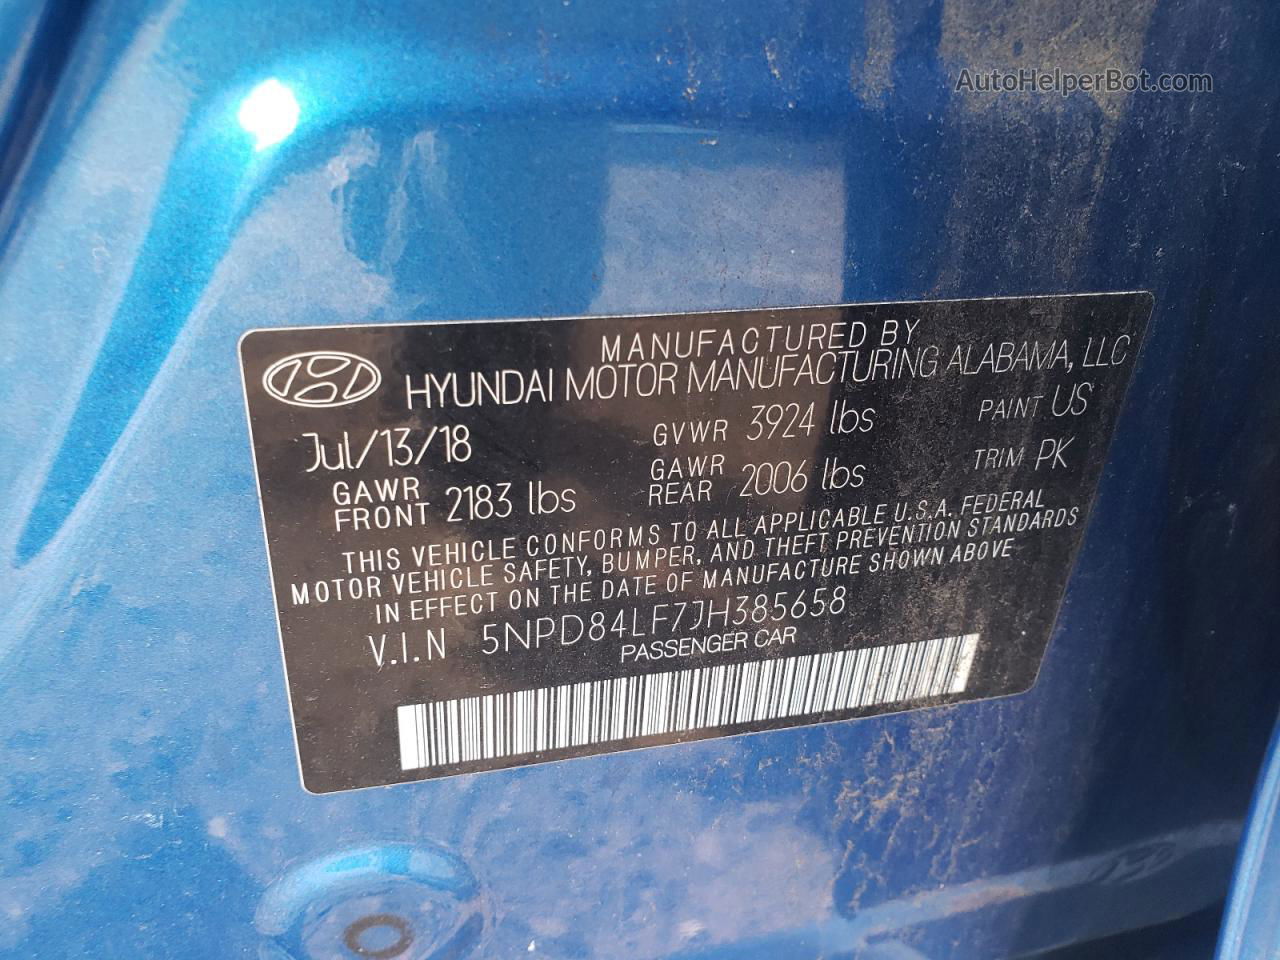 AutoHelperBot.com
MANUFACTURED BY
HYUNDAI MOTOR MANUFACTURING ALABAMA, LLC
Jul/13/18 GVWR 3924 lbs PAINT US
GAWR FRONT 2183 lbs GAWR REAR 2006 lbs TRIM PK
THIS VEHICLE CONFORMS TO ALL APPLICABLE U.S.A. FEDERAL
MOTOR VEHICLE SAFETY, BUMPER, AND THEFT PREVENTION STANDARDS
IN EFFECT ON THE DATE OF MANUFACTURE SHOWN ABOVE
V.I.N 5NPD84LF7JH385658
PASSENGER CAR